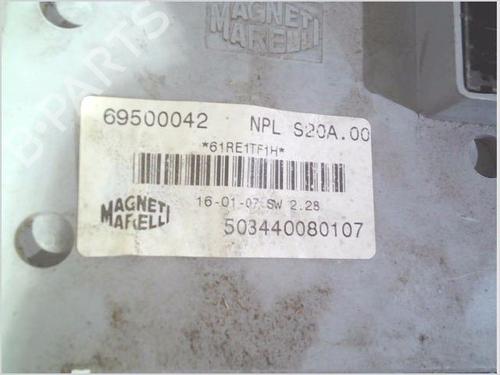 MAGNETI
MARELLI
B-PARTS
69500042 NPL S20A.00
*61RE1TF1H*
16-01-07 SW 2.28
MAGNETI
MARELLI
503440080107